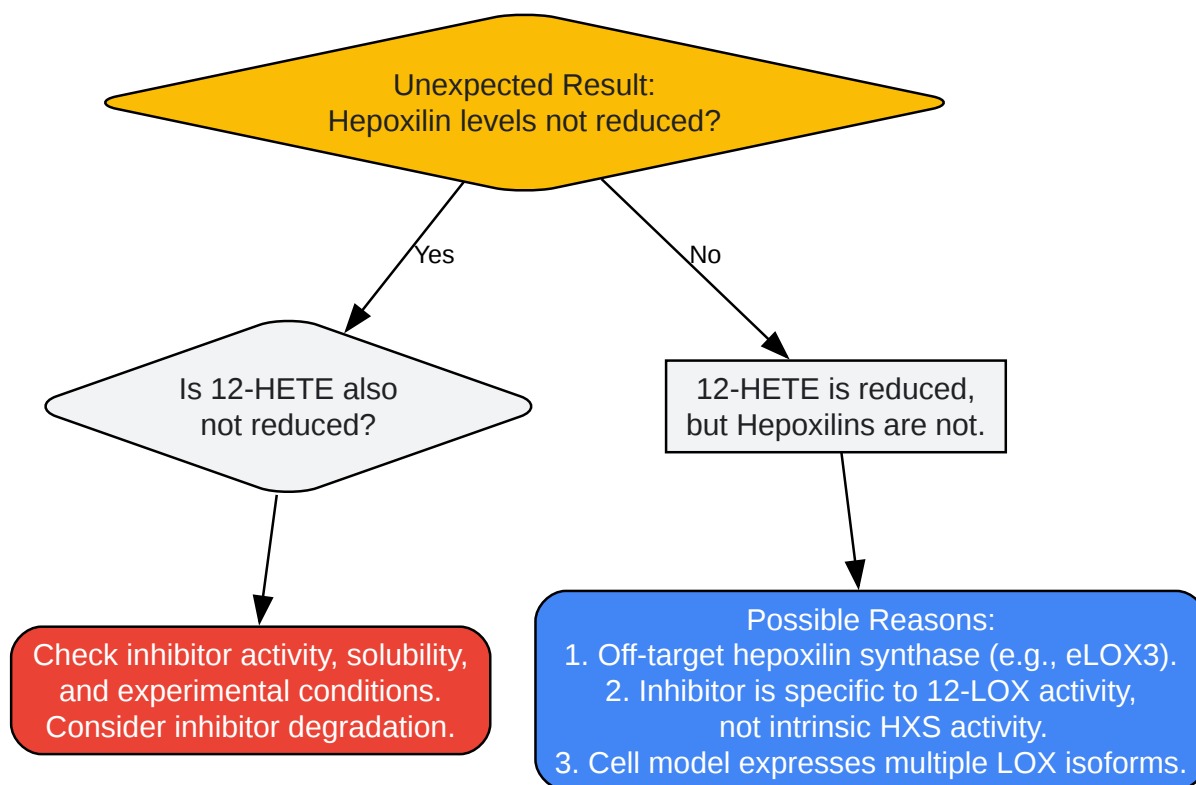 Unexpected Result:
Hepoxilin levels not reduced?
Yes
No
Is 12-HETE also
not reduced?
12-HETE is reduced,
but Hepoxilins are not.
Check inhibitor activity, solubility,
and experimental conditions.
Consider inhibitor degradation.
Possible Reasons:
1. Off-target hepoxilin synthase (e.g., eLOX3).
2. Inhibitor is specific to 12-LOX activity,
not intrinsic HXS activity.
3. Cell model expresses multiple LOX isoforms.